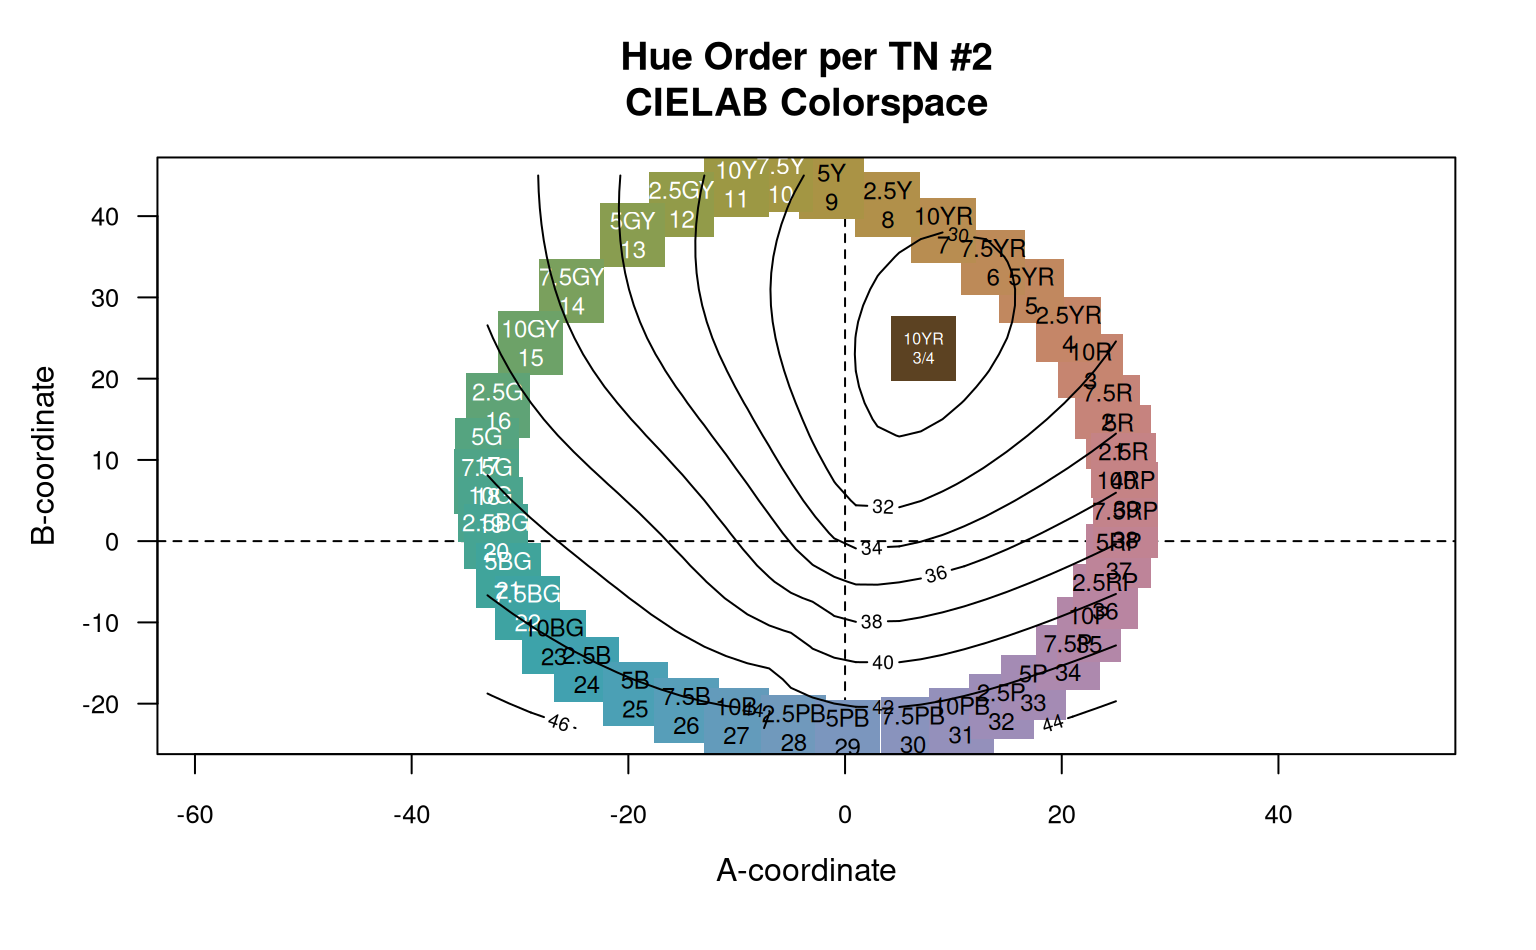 Hue Order per TN #2
CIELAB Colorspace
B-coordinate
40
30
20
10
0
-10
-20
10Y
11
7.5Y
10
5Y
9
2.5GY
12
2.5Y
8
5GY
13
10YR
7
30
7.5YR
6
7.5GY
14
5YR
5
10GY
15
2.5YR
4
10YR
3/4
10R
3
2.5G
16
7.5R
2
5G
17
5R
1
7.5G
18
2.5R
40
10G
19
10RP
39
2.5BG
20
7.5RP
38
5BG
21
5RP
37
7.5BG
22
2.5RP
36
10BG
23
10P
35
2.5B
24
7.5P
34
5B
25
5P
33
7.5B
26
2.5P
32
10B
27
10PB
31
2.5PB
28
5PB
29
7.5PB
30
32
34
36
38
40
42
44
44
46
-60
-40
-20
0
20
40
A-coordinate